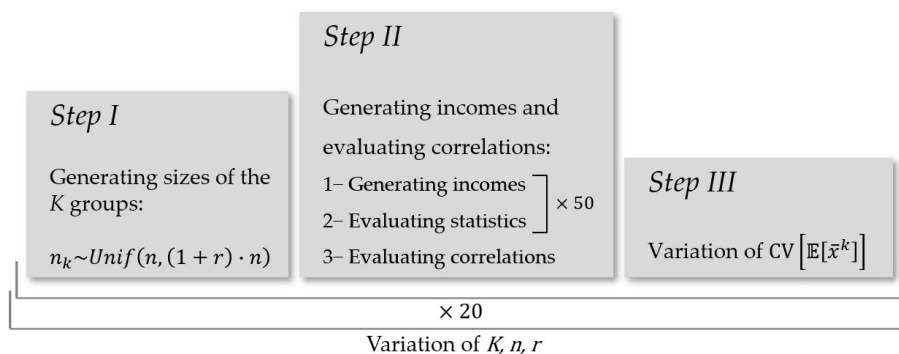 Step I
Generating sizes of the
K groups:
n_k~Unif(n, (1 + r) · n)
Step II
Generating incomes and
evaluating correlations:
1– Generating incomes
2– Evaluating statistics
× 50
3– Evaluating correlations
Step III
Variation of CV[𝔼[x̄^k]]
× 20
Variation of K, n, r